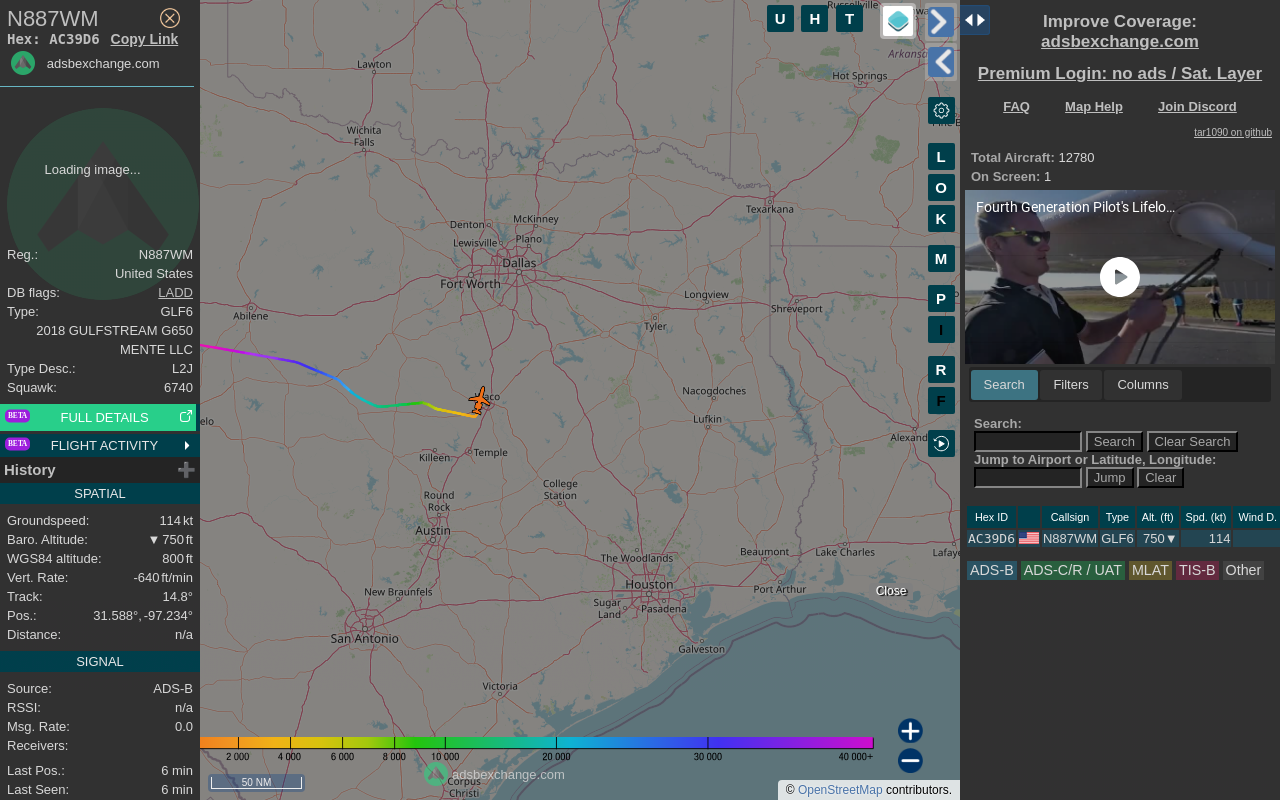 N887WM
Hex: AC39D6 Copy Link
adsbexchange.com
Loading image...
Reg.: N887WM
United States
DB flags: LADD
Type: GLF6
2018 GULFSTREAM G650
MENTE LLC
Type Desc.: L2J
Squawk: 6740
BETA FULL DETAILS
BETA FLIGHT ACTIVITY
History
SPATIAL
Groundspeed: 114 kt
Baro. Altitude: ▼ 750 ft
WGS84 altitude: 800 ft
Vert. Rate: -640 ft/min
Track: 14.8°
Pos.: 31.588°, -97.234°
Distance: n/a
SIGNAL
Source: ADS-B
RSSI: n/a
Msg. Rate: 0.0
Receivers:
Last Pos.: 6 min
Last Seen: 6 min
Russellville
U H T
Lawton
Arkansas
Hot Springs
Wichita
Falls
Texarkana
Denton
McKinney
Lewisville
Plano
Dallas
Fort Worth
Longview
Shreveport
Abilene
Tyler
Nacogdoches
Lufkin
Killeen
Temple
College
Station
Round
Rock
Austin
The Woodlands
Beaumont
Lake Charles
Houston
New Braunfels
Sugar
Land
Pasadena
Port Arthur
San Antonio
Galveston
Victoria
Corpus
Christi
L
O
K
M
P
I
R
F
Close
2 000 4 000 6 000 8 000 10 000 20 000 30 000 40 000+
adsbexchange.com
50 NM
© OpenStreetMap contributors.
Improve Coverage:
adsbexchange.com
Premium Login: no ads / Sat. Layer
FAQ Map Help Join Discord
tar1090 on github
Total Aircraft: 12780
On Screen: 1
Fourth Generation Pilot's Lifelo...
Search Filters Columns
Search:
Search Clear Search
Jump to Airport or Latitude, Longitude:
Jump Clear
Hex ID Callsign Type Alt. (ft) Spd. (kt) Wind D.
AC39D6 N887WM GLF6 750▼ 114
ADS-B ADS-C/R / UAT MLAT TIS-B Other